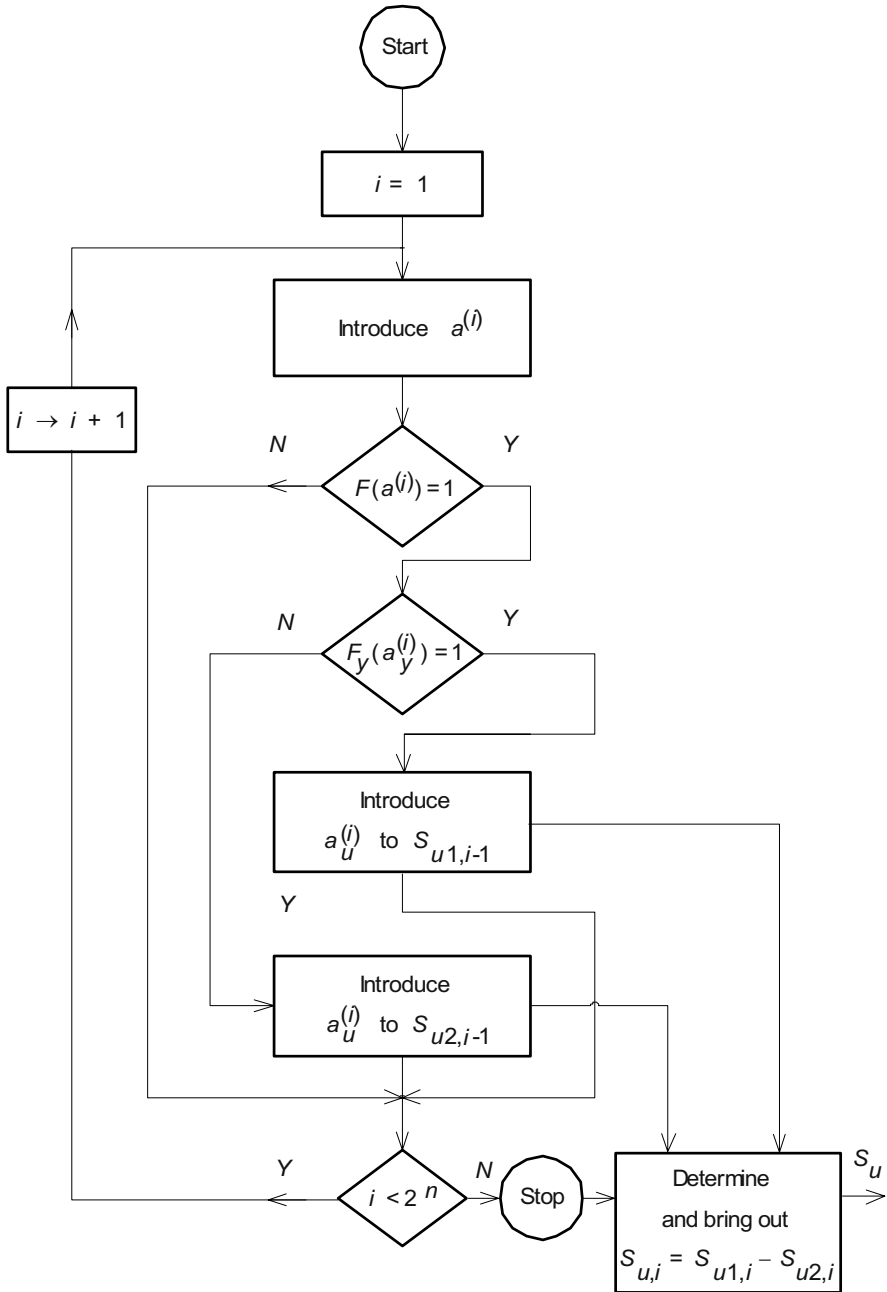 Start
i = 1
Introduce a^(i)
i → i + 1
N
Y
F(a^(i)) = 1
N
Y
F_y(a_y^(i)) = 1
Introduce
a_u^(i) to S_u1,i-1
Y
Introduce
a_u^(i) to S_u2,i-1
Y
i < 2^n
N
Stop
Determine
and bring out
S_u,i = S_u1,i − S_u2,i
S_u